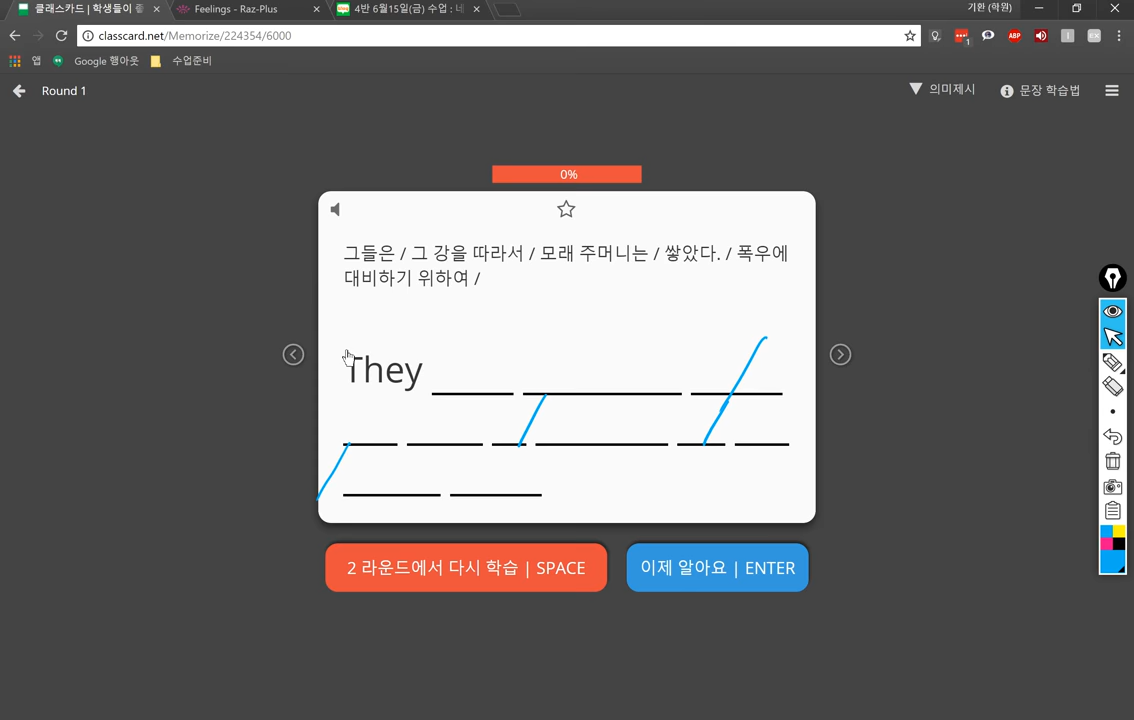 클래스카드 | 학생들이 즐
Feelings - Raz-Plus
4반 6월15일(금) 수업 : 네
기환 (학원)
classcard.net/Memorize/224354/6000
앱
Google 행아웃
수업준비
Round 1
의미제시
문장 학습법
0%
그들은 / 그 강을 따라서 / 모래 주머니는 / 쌓았다. / 폭우에
대비하기 위하여 /
They
2 라운드에서 다시 학습 | SPACE
이제 알아요 | ENTER